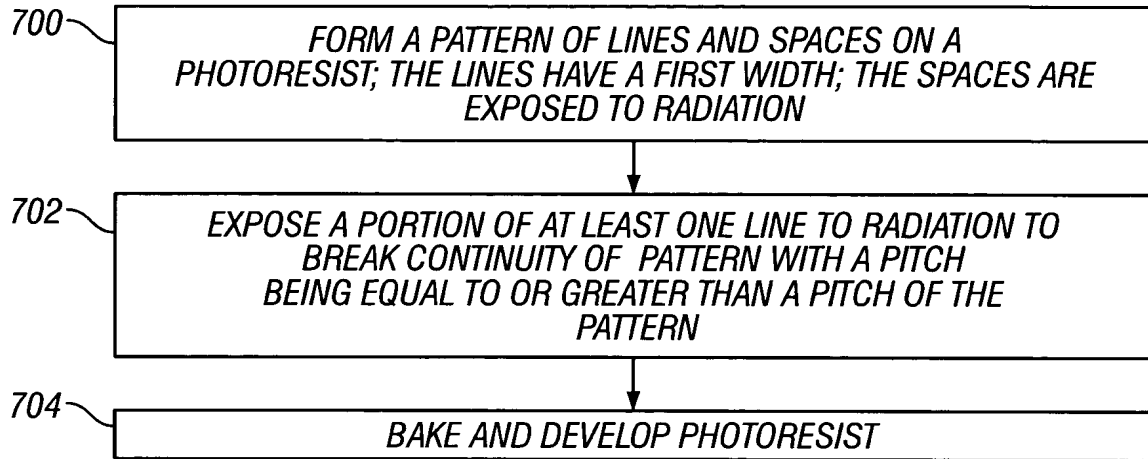 700
FORM A PATTERN OF LINES AND SPACES ON A
PHOTORESIST; THE LINES HAVE A FIRST WIDTH; THE SPACES ARE
EXPOSED TO RADIATION
702
EXPOSE A PORTION OF AT LEAST ONE LINE TO RADIATION TO
BREAK CONTINUITY OF PATTERN WITH A PITCH
BEING EQUAL TO OR GREATER THAN A PITCH OF THE
PATTERN
704
BAKE AND DEVELOP PHOTORESIST